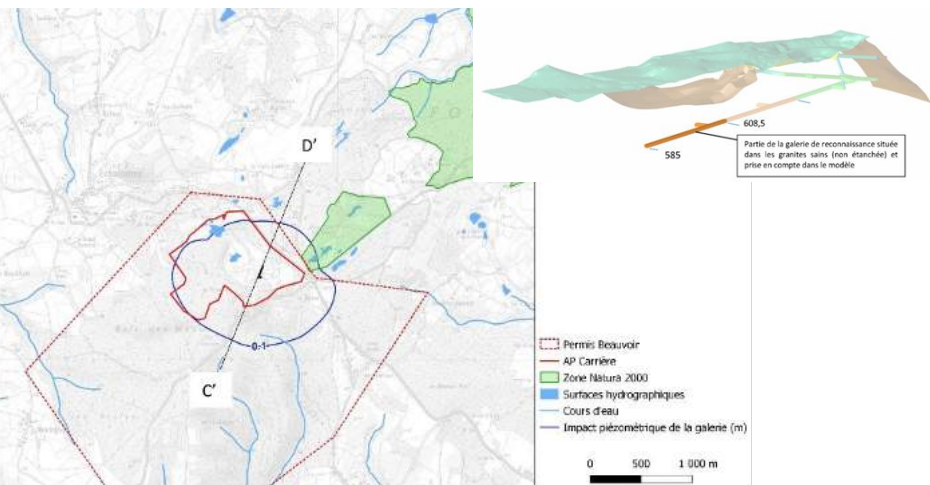 608,5
585
Partie de la galerie de reconnaissance située
dans les granites sains (non étanchée) et
prise en compte dans le modèle
D'
0.1
C'
Permis Beauvoir
AP Carrière
Zone Natura 2000
Surfaces hydrographiques
Cours d'eau
Impact piézométrique de la galerie (m)
0 500 1 000 m